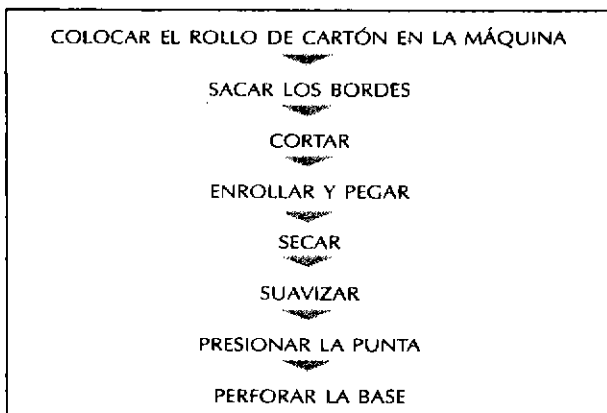 COLOCAR EL ROLLO DE CARTÓN EN LA MÁQUINA
SACAR LOS BORDES
CORTAR
ENROLLAR Y PEGAR
SECAR
SUAVIZAR
PRESIONAR LA PUNTA
PERFORAR LA BASE